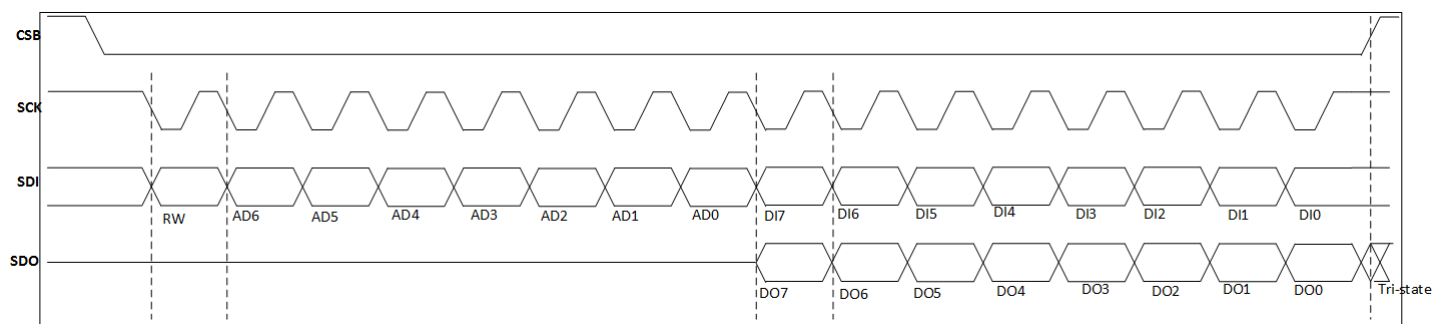 CSB
SCK
SDI
RW AD6 AD5 AD4 AD3 AD2 AD1 AD0 DI7 DI6 DI5 DI4 DI3 DI2 DI1 DI0
SDO
DO7 DO6 DO5 DO4 DO3 DO2 DO1 DO0 Tri-state